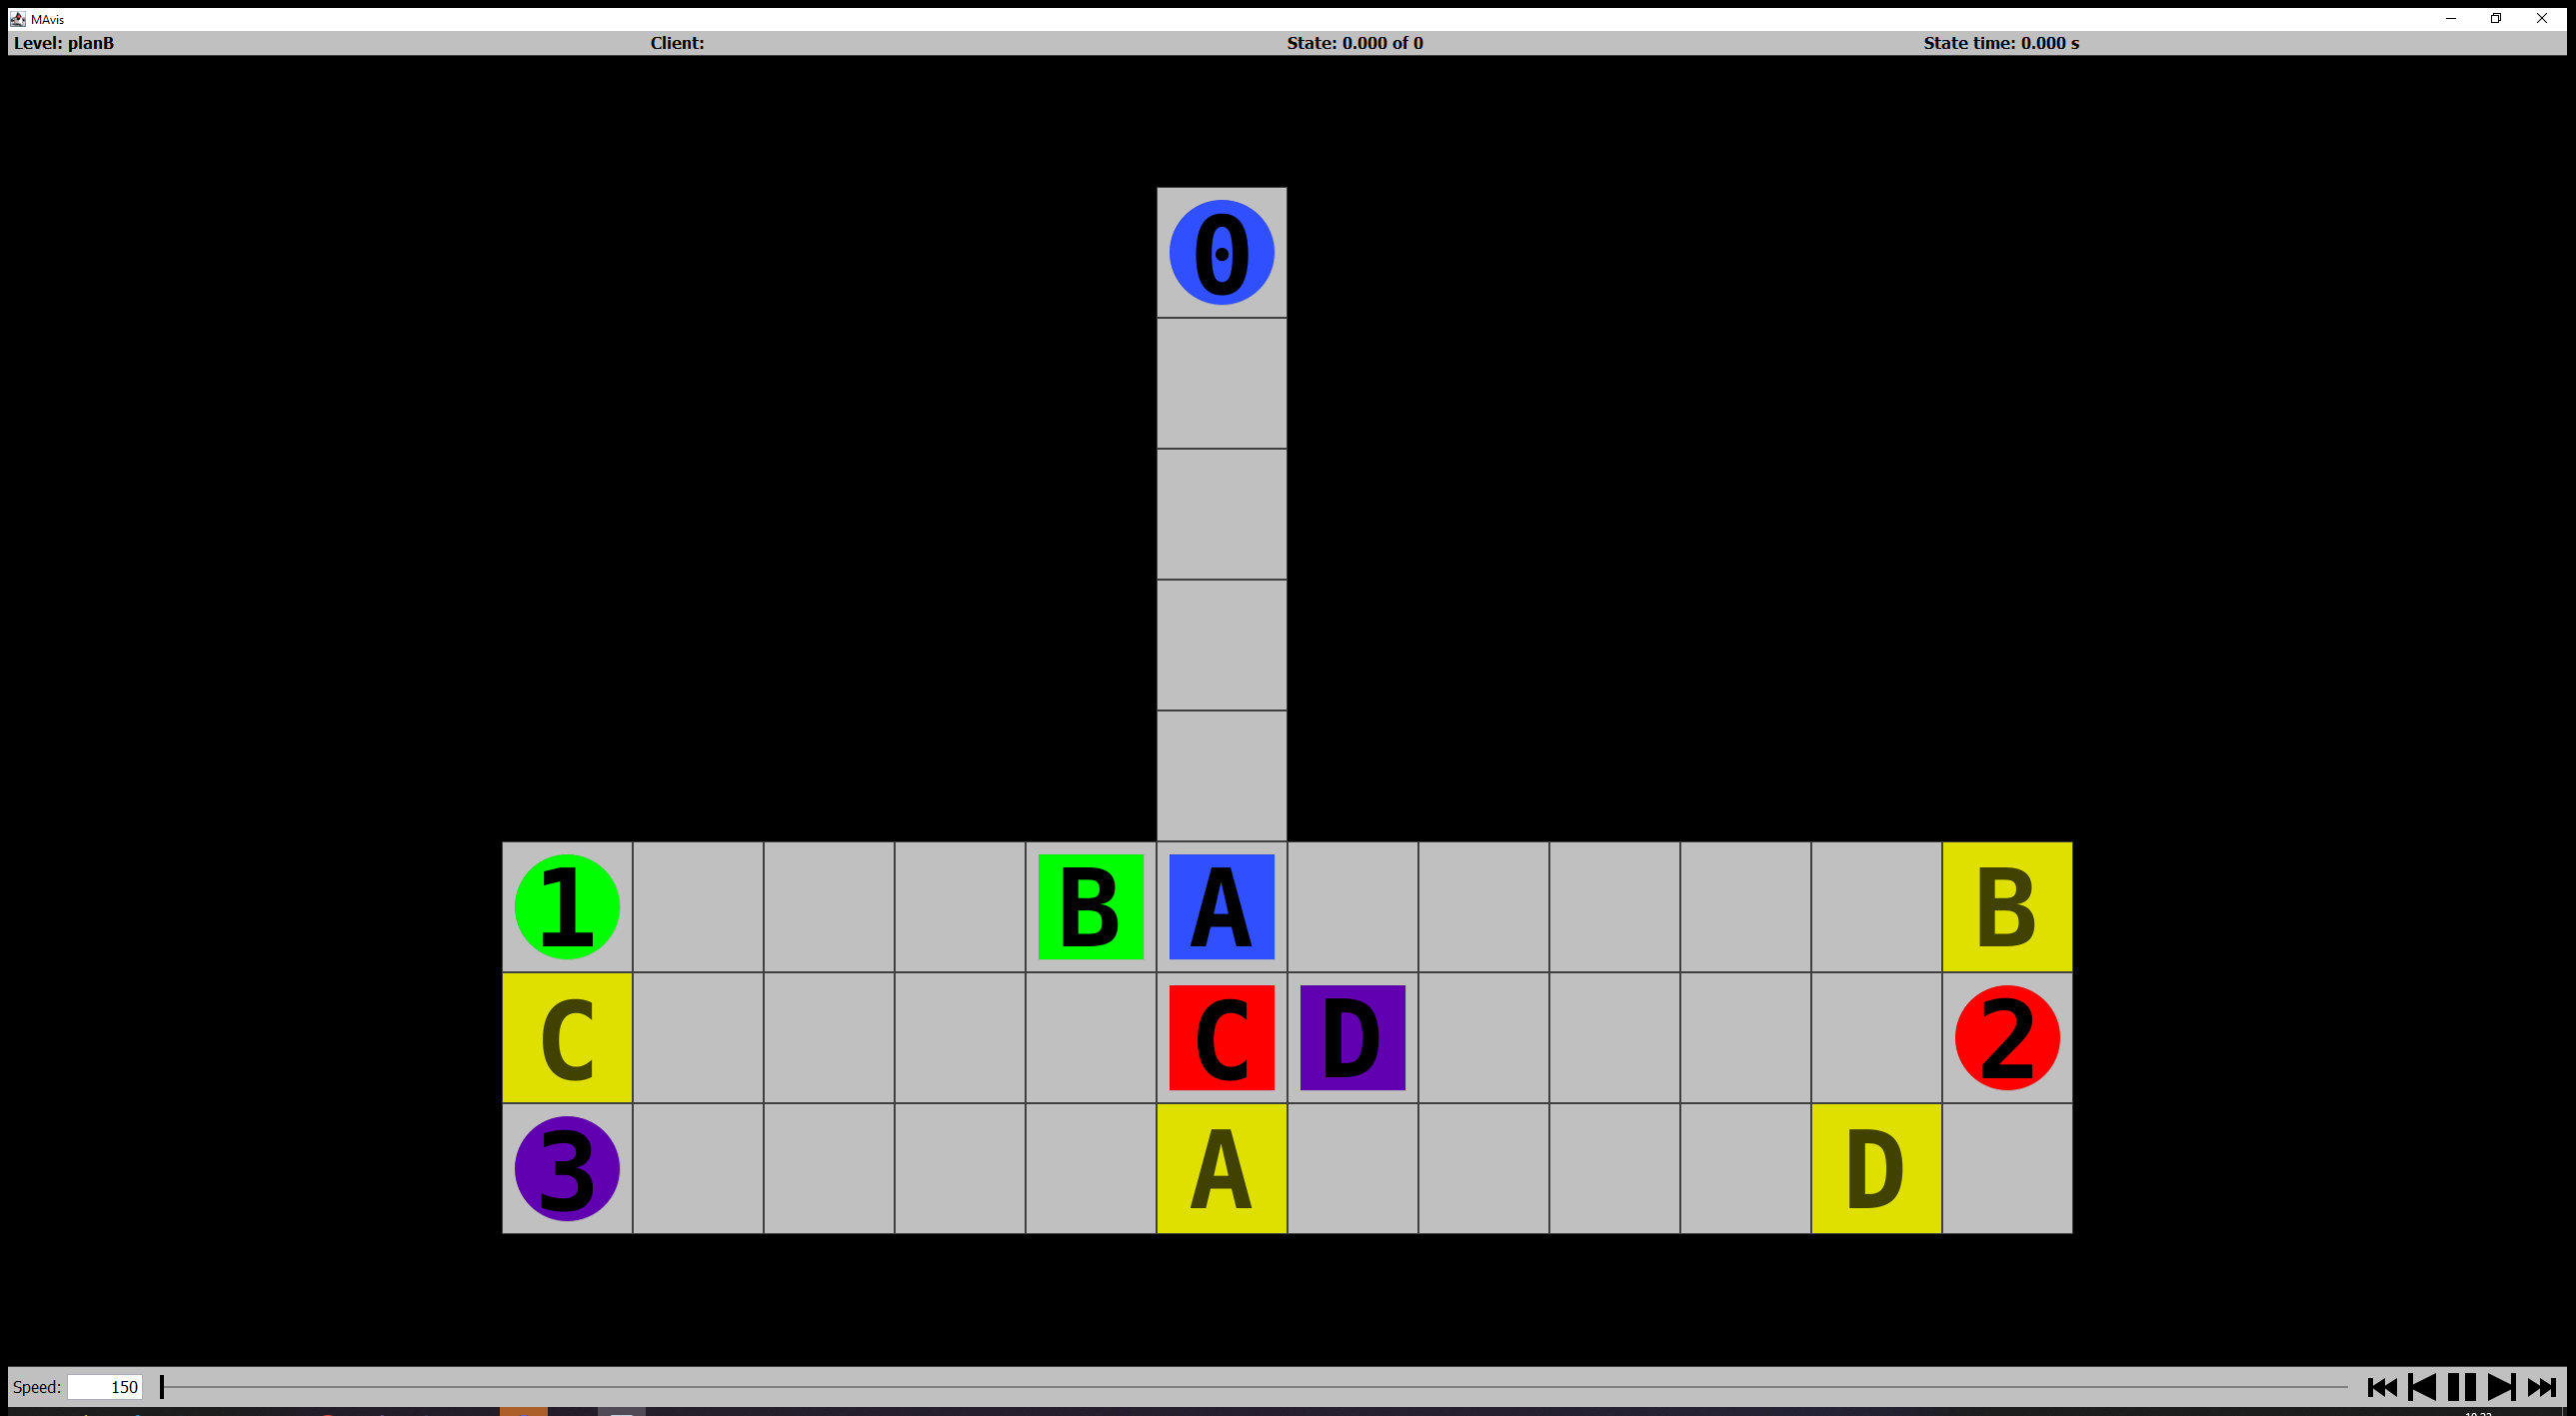 MAvis
Level: planB Client: State: 0.000 of 0 State time: 0.000 s
0
1 B A B
C C D 2
3 A D
Speed: 150